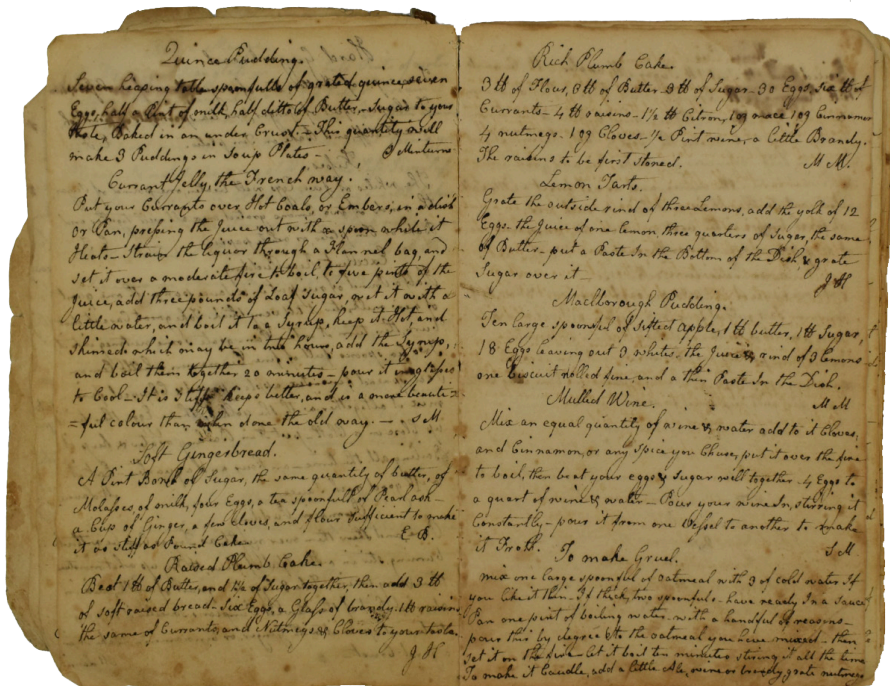 Quince Pudding.
Seven heaping table spoonfulls of grated quince, seven
Eggs, half a Pint of milk, half ditto of Butter, Sugar to your
taste, Baked in an under Crust. – This quantity will
make 3 Puddings in Soup Plates – S Minturn
Currant Jelly, the French way.
Put your Currants over Hot Coals, or Embers, in a dish
or Pan, pressing the Juice out with a spoon while it
Heats – Strain the liquor through a Flannel bag, and
set it over a moderate fire to boil, to five pints of the
Juice, add three pounds of Loaf Sugar, wet it with a
little water, and boil it to a Syrup, keep it Hot, and
skimed which may be in two hours, add the Syrup,
and boil them together 20 minutes – pour it in glasses
to Cool – It is Stiff keeps better, and is a more beauti=
=ful colour than when done the old way. – S M
Soft Gingerbread.
A Pint Bowl of Sugar, the same quantity of butter, of
Molasses, of milk, four Eggs, a tea spoonfull of Pearl ash –
a Cup of Ginger, a few cloves, and flour sufficient to make
it as stiff as Pound Cake E B.
Raised Plumb Cake.
Beat 1 lb of Butter, and 1½ of Sugar together, then add 3 lb
of soft raised bread – Six Eggs, a Glass of brandy, 1 lb raisins
the same of Currants, and Nutmegs & Cloves to your taste.
J H
Rich Plumb Cake.
3 lb of Flour, 3 lb of Butter 3 lb of Sugar – 30 Eggs, Six lb of
Currants – 4 lb raisins – 1½ lb Citron, 1 oz mace 1 oz Cinnamon
4 nutmegs – 1 oz Cloves – ½ Pint wine, a little Brandy.
The raisins to be first stoned. M M.
Lemon Tarts.
Grate the outside rind of three Lemons, add the yolk of 12
Eggs. the Juice of one lemon, three quarters of Sugar, the same
of Butter – put a Paste In the Bottom of the Dish & grate
Sugar over it J H
Marlborough Pudding.
Ten large spoonful of sifted apple, 1 lb butter, 1 lb Sugar,
18 Eggs leaving out 3 whites, the Juice & rind of 3 lemons
one Biscuit rolled fine, and a thin Paste In the Dish.
Mulled Wine. M M
Mix an equal quantity of wine & water add to it Cloves,
and Cinnamon, or any Spice you Chuse, put it over the fire
to boil, then beat your eggs & Sugar well together – 4 Eggs to
a quart of wine & water – Pour your wine In, stirring it
Constantly – pour it from one Vessel to another to make
it Froth. S M
To make Gruel.
mix one large spoonful of oatmeal with 3 of cold water If
you like it thin – If thick, two spoonfuls – have ready In a Sauce
Pan one pint of boiling water – with a handful of reasons –
pour this by degrees to the oatmeal you have mixed – then
set it on the fire – let it boil ten minutes stiring it all the time
To make it Caudle, add a little Ale, wine or brandy grate nutmeg